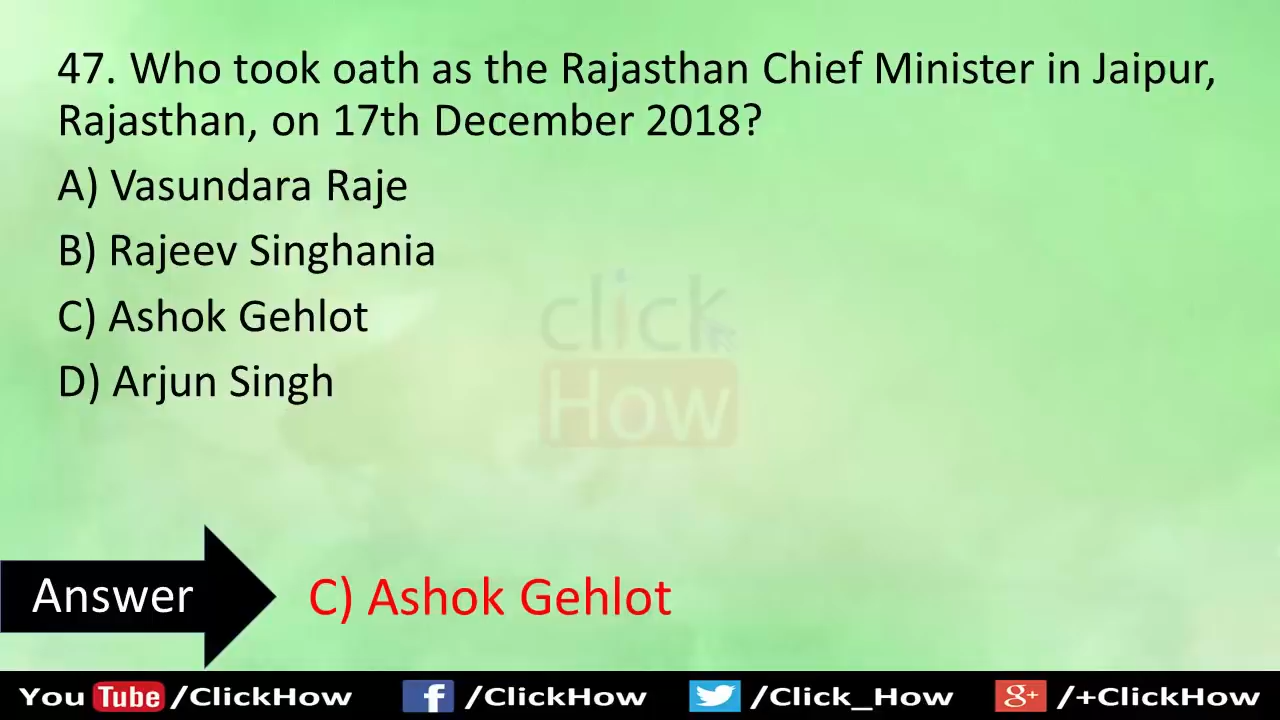 47. Who took oath as the Rajasthan Chief Minister in Jaipur,
Rajasthan, on 17th December 2018?
A) Vasundara Raje
B) Rajeev Singhania
C) Ashok Gehlot
D) Arjun Singh
click
How
Answer
C) Ashok Gehlot
You Tube /ClickHow f /ClickHow /Click_How g+ /+ClickHow